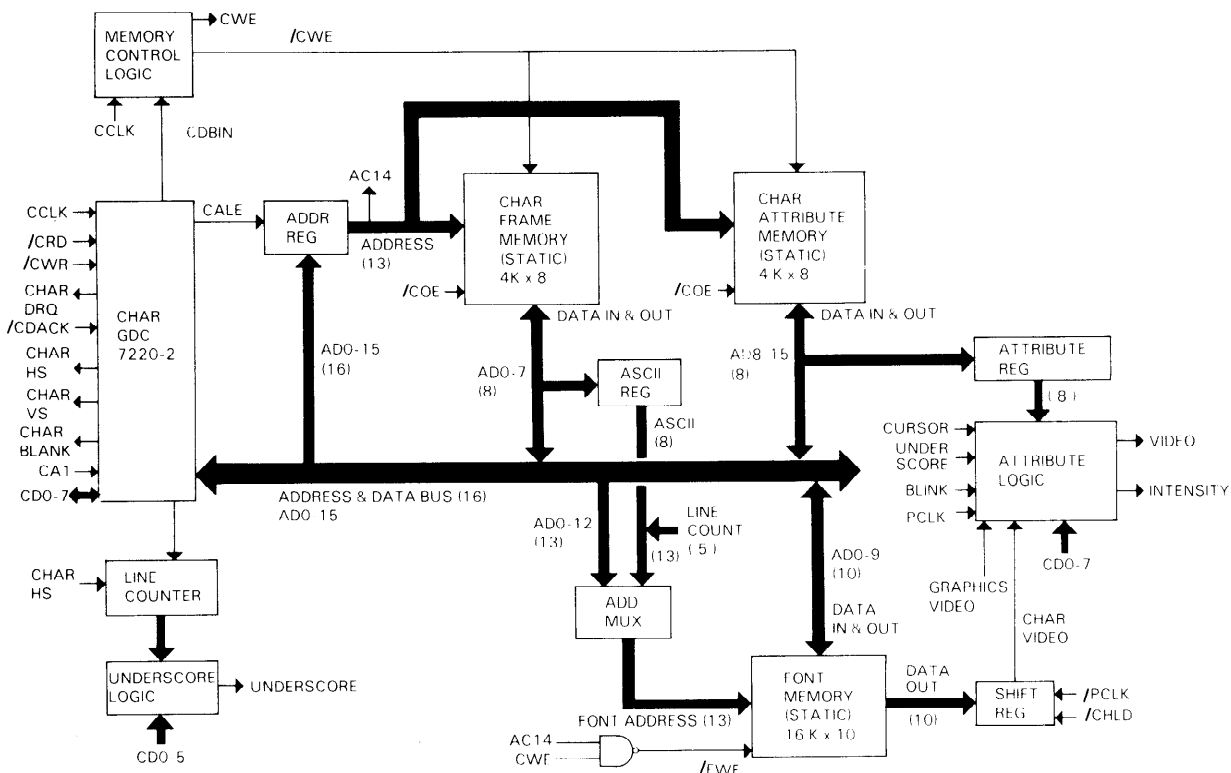 MEMORY
CONTROL
LOGIC
CWE
/CWE
CCLK
CDBIN
CCLK
/CRD
/CWR
CHAR
DRQ
/CDACK
CHAR
HS
CHAR
VS
CHAR
BLANK
CA1
CD0-7
CHAR
GDC
7220-2
CALE
ADDR
REG
AC14
ADDRESS
(13)
CHAR
FRAME
MEMORY
(STATIC)
4K x 8
/COE
DATA IN & OUT
CHAR
ATTRIBUTE
MEMORY
(STATIC)
4K x 8
/COE
DATA IN & OUT
AD0-15
(16)
AD0-7
(8)
ASCII
REG
ASCII
(8)
AD8-15
(8)
ATTRIBUTE
REG
(8)
CURSOR
UNDER
SCORE
BLINK
PCLK
ATTRIBUTE
LOGIC
VIDEO
INTENSITY
ADDRESS & DATA BUS (16)
AD0-15
AD0-12
(13)
(13)
LINE
COUNT
(5)
AD0-9
(10)
DATA
IN & OUT
GRAPHICS
VIDEO
CHAR
VIDEO
CD0-7
CHAR
HS
LINE
COUNTER
ADD
MUX
UNDERSCORE
LOGIC
UNDERSCORE
CD0 5
FONT ADDRESS (13)
FONT
MEMORY
(STATIC)
16K x 10
DATA
OUT
(10)
SHIFT
REG
/PCLK
/CHLD
AC14
CWE
/FWE